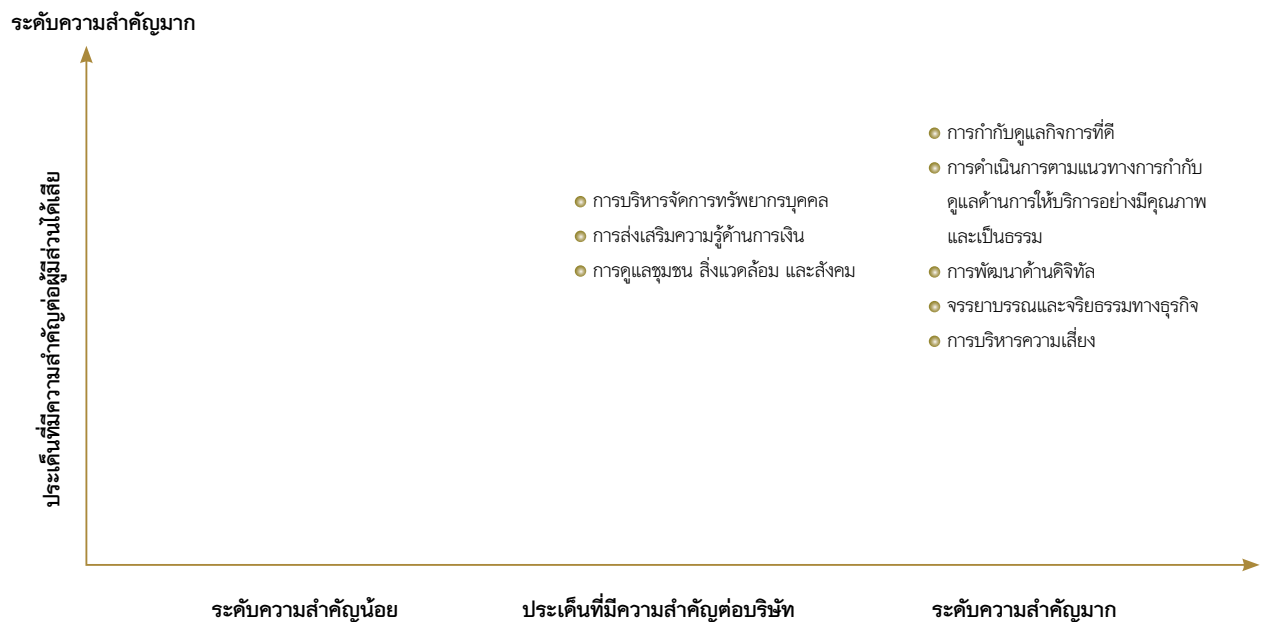 ระดับความสำคัญมาก
ประเด็นที่มีความสำคัญต่อผู้มีส่วนได้เสีย
การบริหารจัดการทรัพยากรบุคคล
การส่งเสริมความรู้ด้านการเงิน
การดูแลชุมชน สิ่งแวดล้อม และสังคม
การกำกับดูแลกิจการที่ดี
การดำเนินการตามแนวทางการกำกับ
ดูแลด้านการให้บริการอย่างมีคุณภาพ
และเป็นธรรม
การพัฒนาด้านดิจิทัล
จรรยาบรรณและจริยธรรมทางธุรกิจ
การบริหารความเสี่ยง
ระดับความสำคัญน้อย
ประเด็นที่มีความสำคัญต่อบริษัท
ระดับความสำคัญมาก